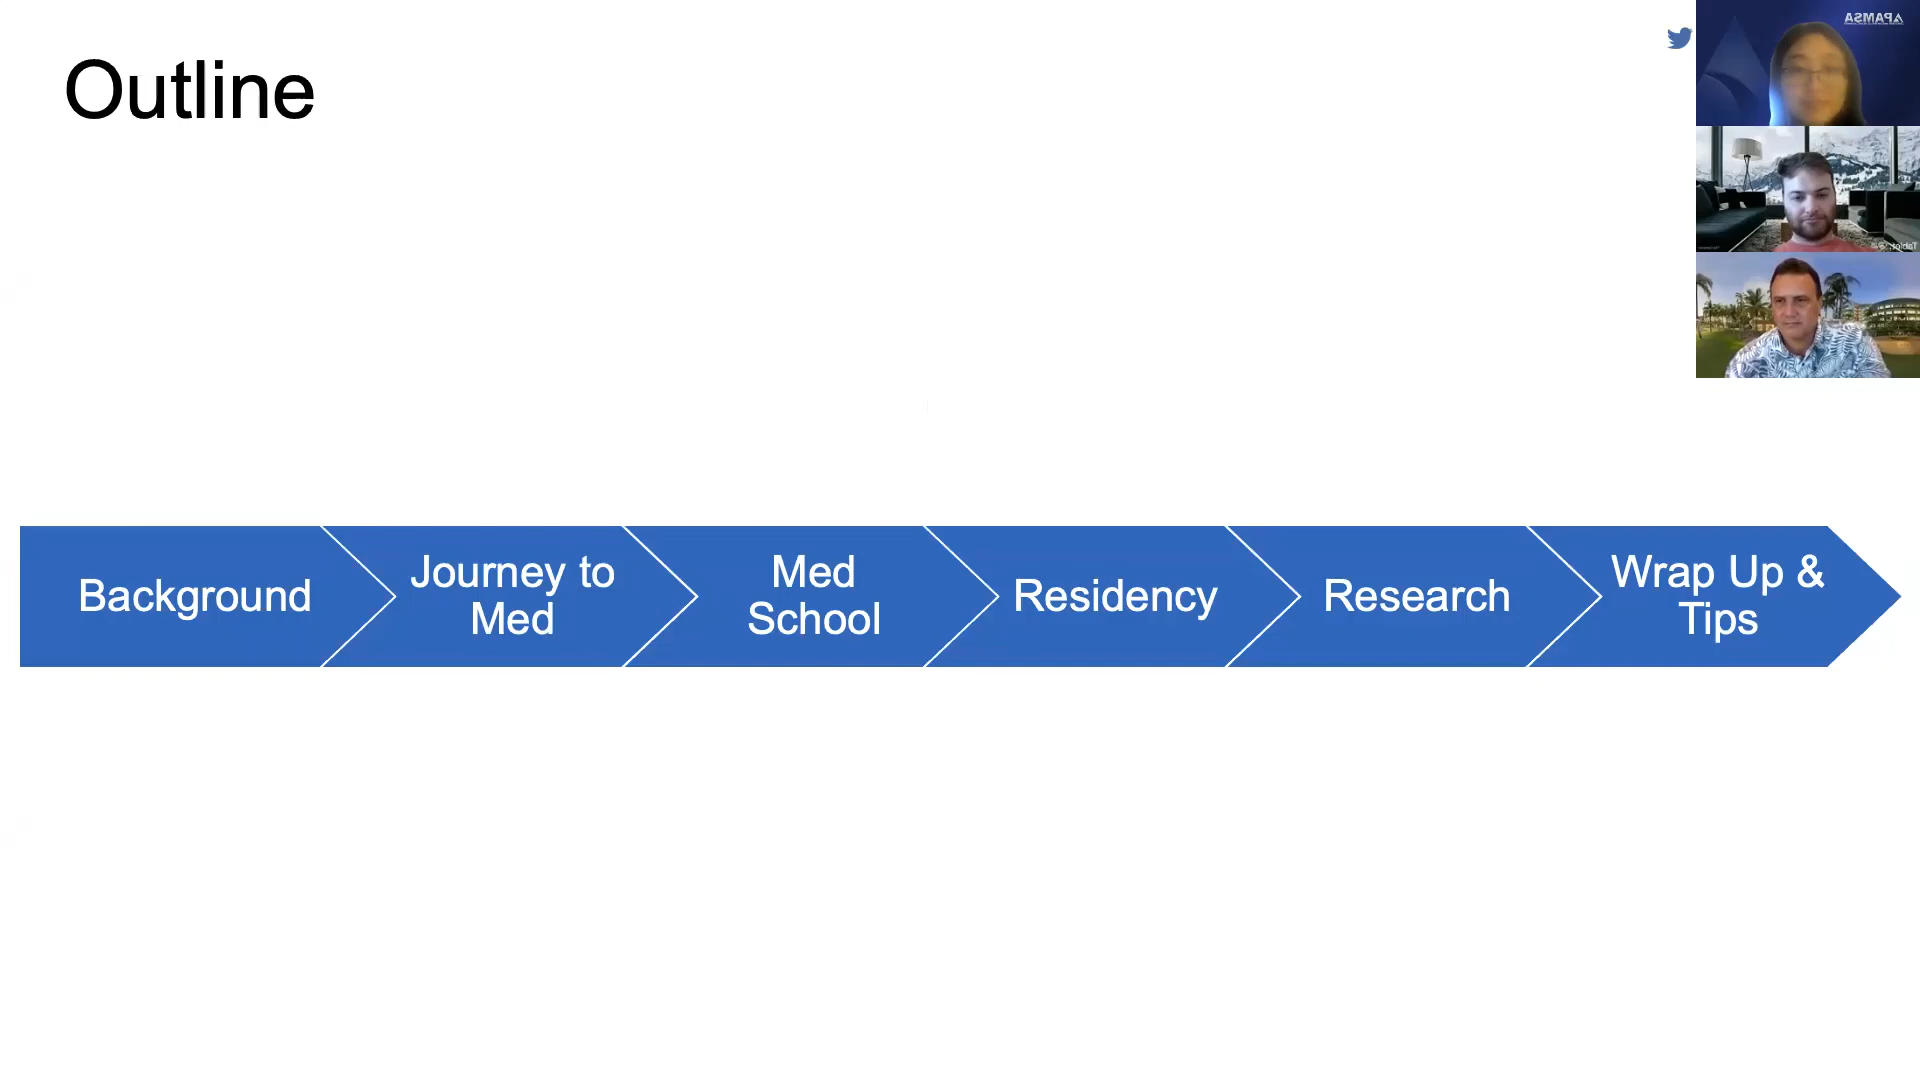 Outline
APAMSA
Background
Journey to
Med
Med
School
Residency
Research
Wrap Up &
Tips